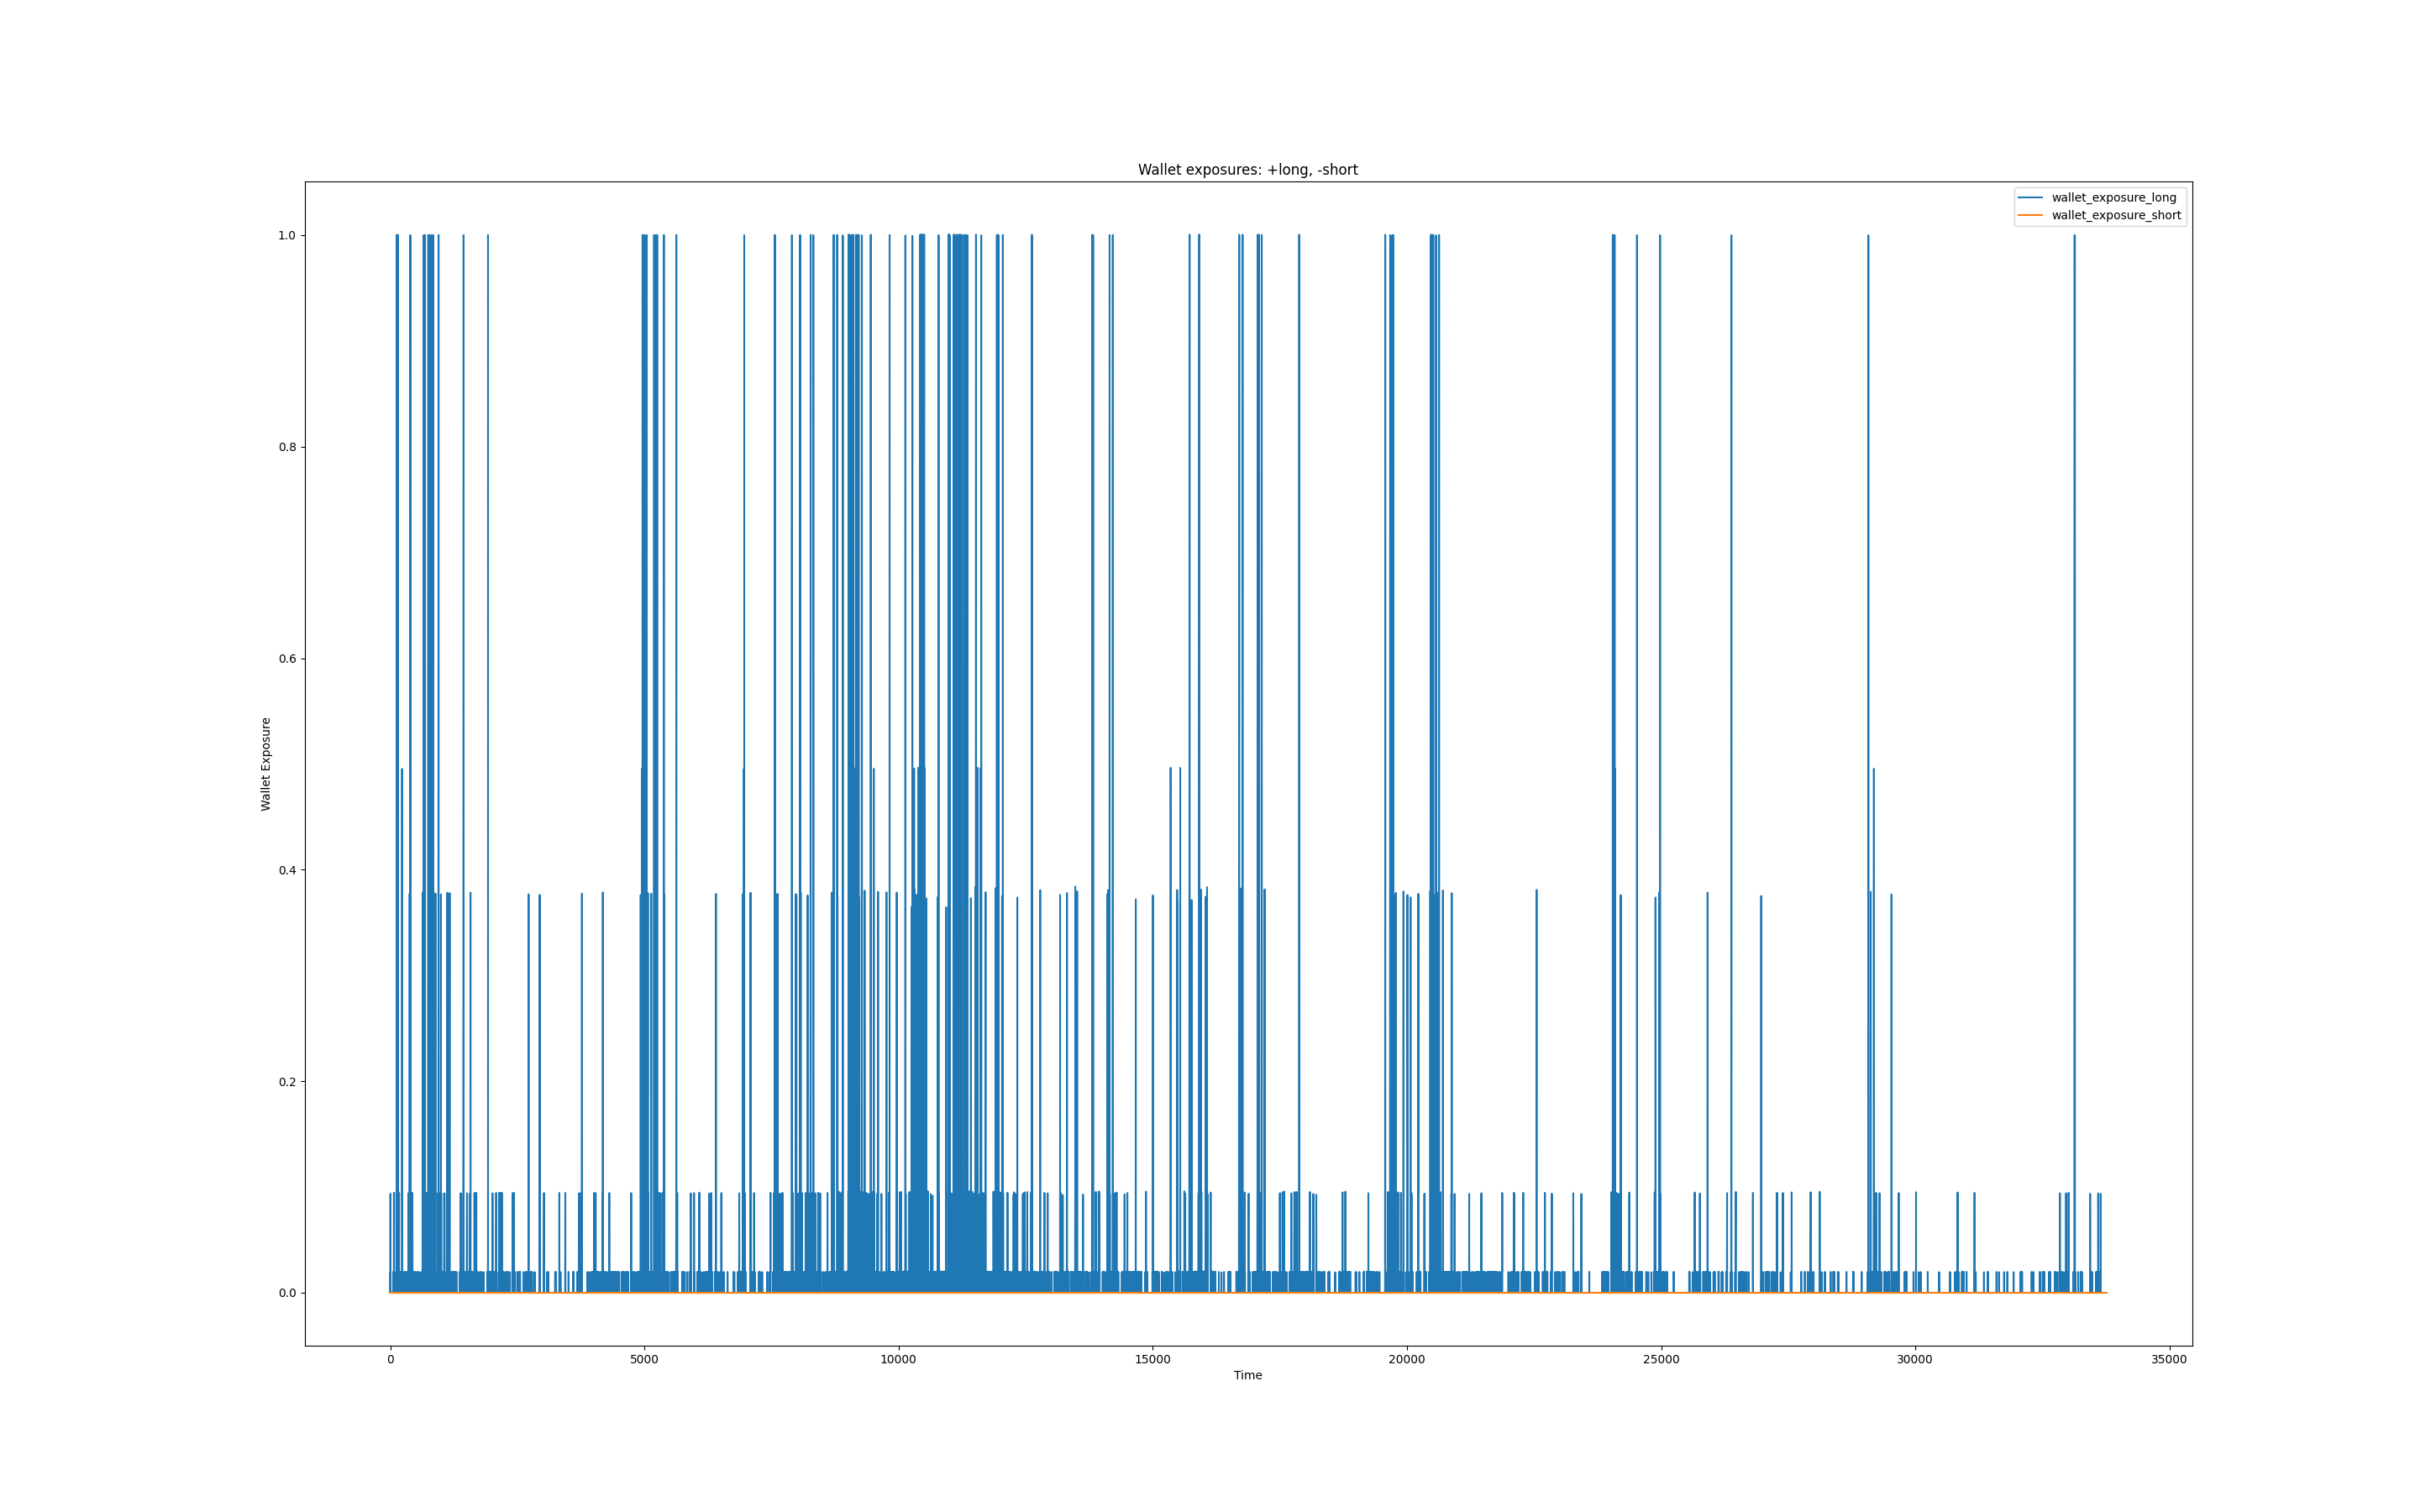 Wallet exposures: +long, -short
wallet_exposure_long
wallet_exposure_short
1.0
0.8
0.6
0.4
0.2
0.0
Wallet Exposure
0 5000 10000 15000 20000 25000 30000 35000
Time